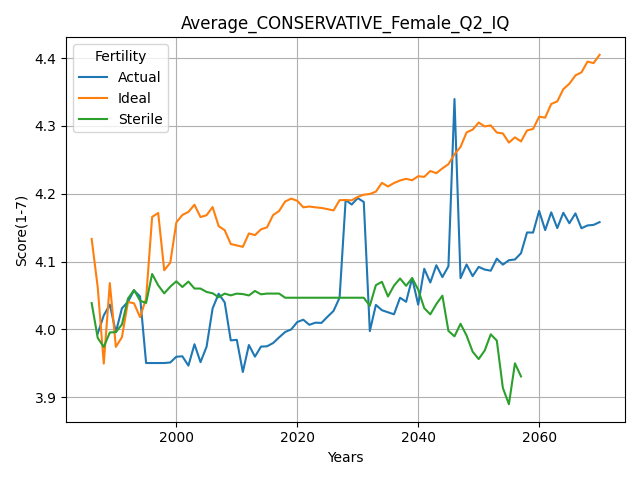 Average_CONSERVATIVE_Female_Q2_IQ
Fertility
Actual
Ideal
Sterile
Score(1-7)
4.4
4.3
4.2
4.1
4.0
3.9
2000
2020
2040
2060
Years